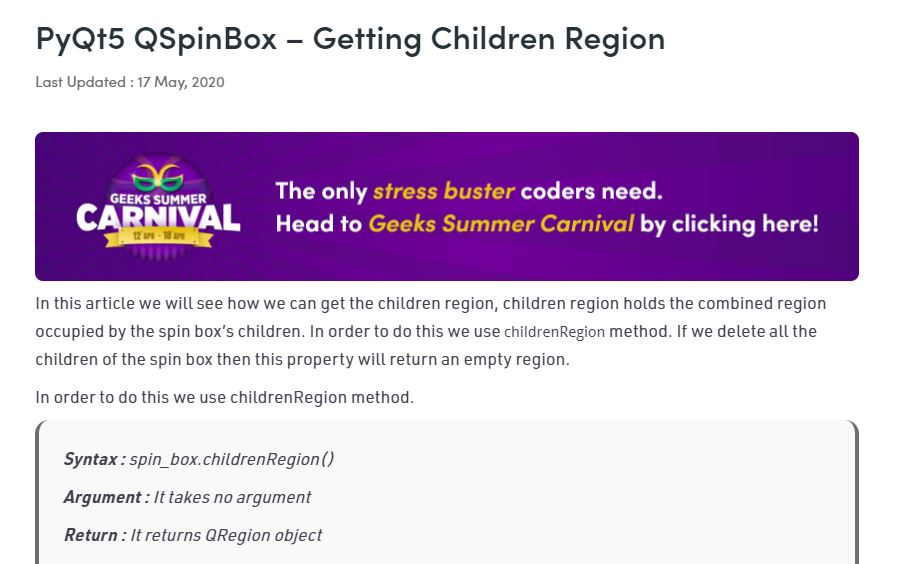 PyQt5 QSpinBox – Getting Children Region
Last Updated : 17 May, 2020
GEEKS SUMMER
CARNIVAL
12 APR - 18 APR
The only stress buster coders need.
Head to Geeks Summer Carnival by clicking here!
In this article we will see how we can get the children region, children region holds the combined region
occupied by the spin box’s children. In order to do this we use childrenRegion method. If we delete all the
children of the spin box then this property will return an empty region.
In order to do this we use childrenRegion method.
Syntax : spin_box.childrenRegion()
Argument : It takes no argument
Return : It returns QRegion object